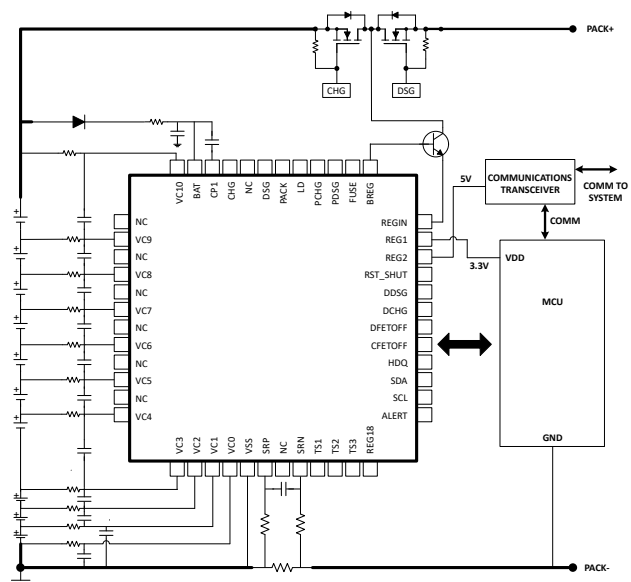 PACK+
CHG
DSG
VC10
BAT
CP1
CHG
NC
DSG
PACK
LD
PCHG
PDSG
FUSE
BREG
5V
COMMUNICATIONS
TRANSCEIVER
COMM TO
SYSTEM
COMM
NC
VC9
NC
VC8
NC
VC7
NC
VC6
NC
VC5
NC
VC4
REGIN
REG1
REG2
RST_SHUT
DDSG
DCHG
DFETOFF
CFETOFF
HDQ
SDA
SCL
ALERT
3.3V
VDD
MCU
GND
VC3
VC2
VC1
VC0
VSS
SRP
NC
SRN
TS1
TS2
TS3
REG18
+
+
+
+
+
+
+
+
+
+
PACK-